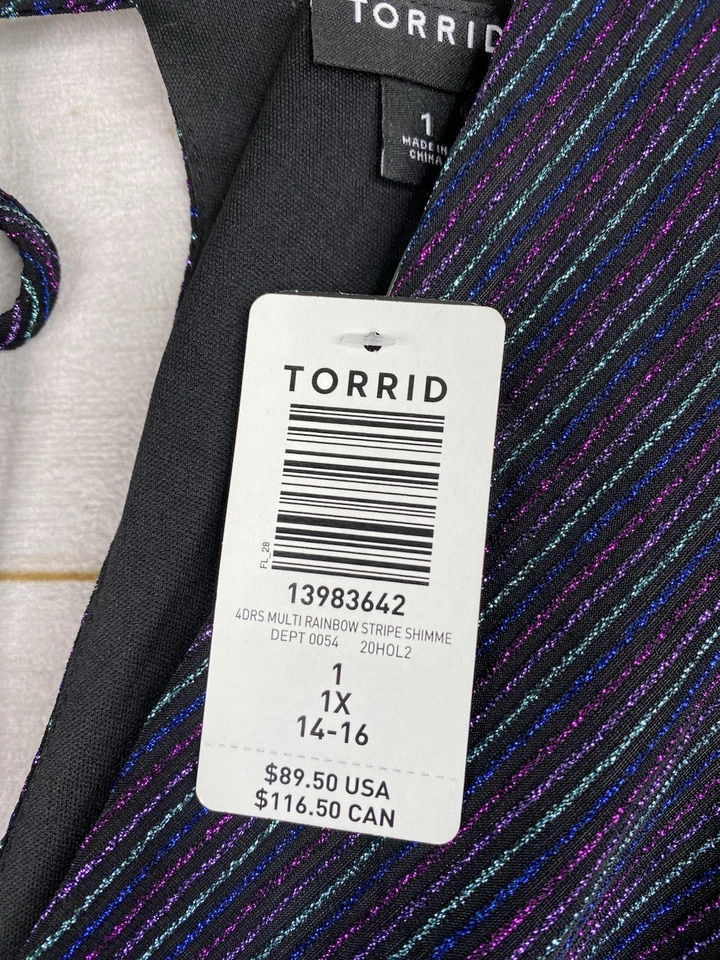 TORRID
1
MADE IN
CHINA
TORRID
FL_28
13983642
4DRS MULTI RAINBOW STRIPE SHIMME
DEPT 0054 20HOL2
1
1X
14-16
$89.50 USA
$116.50 CAN